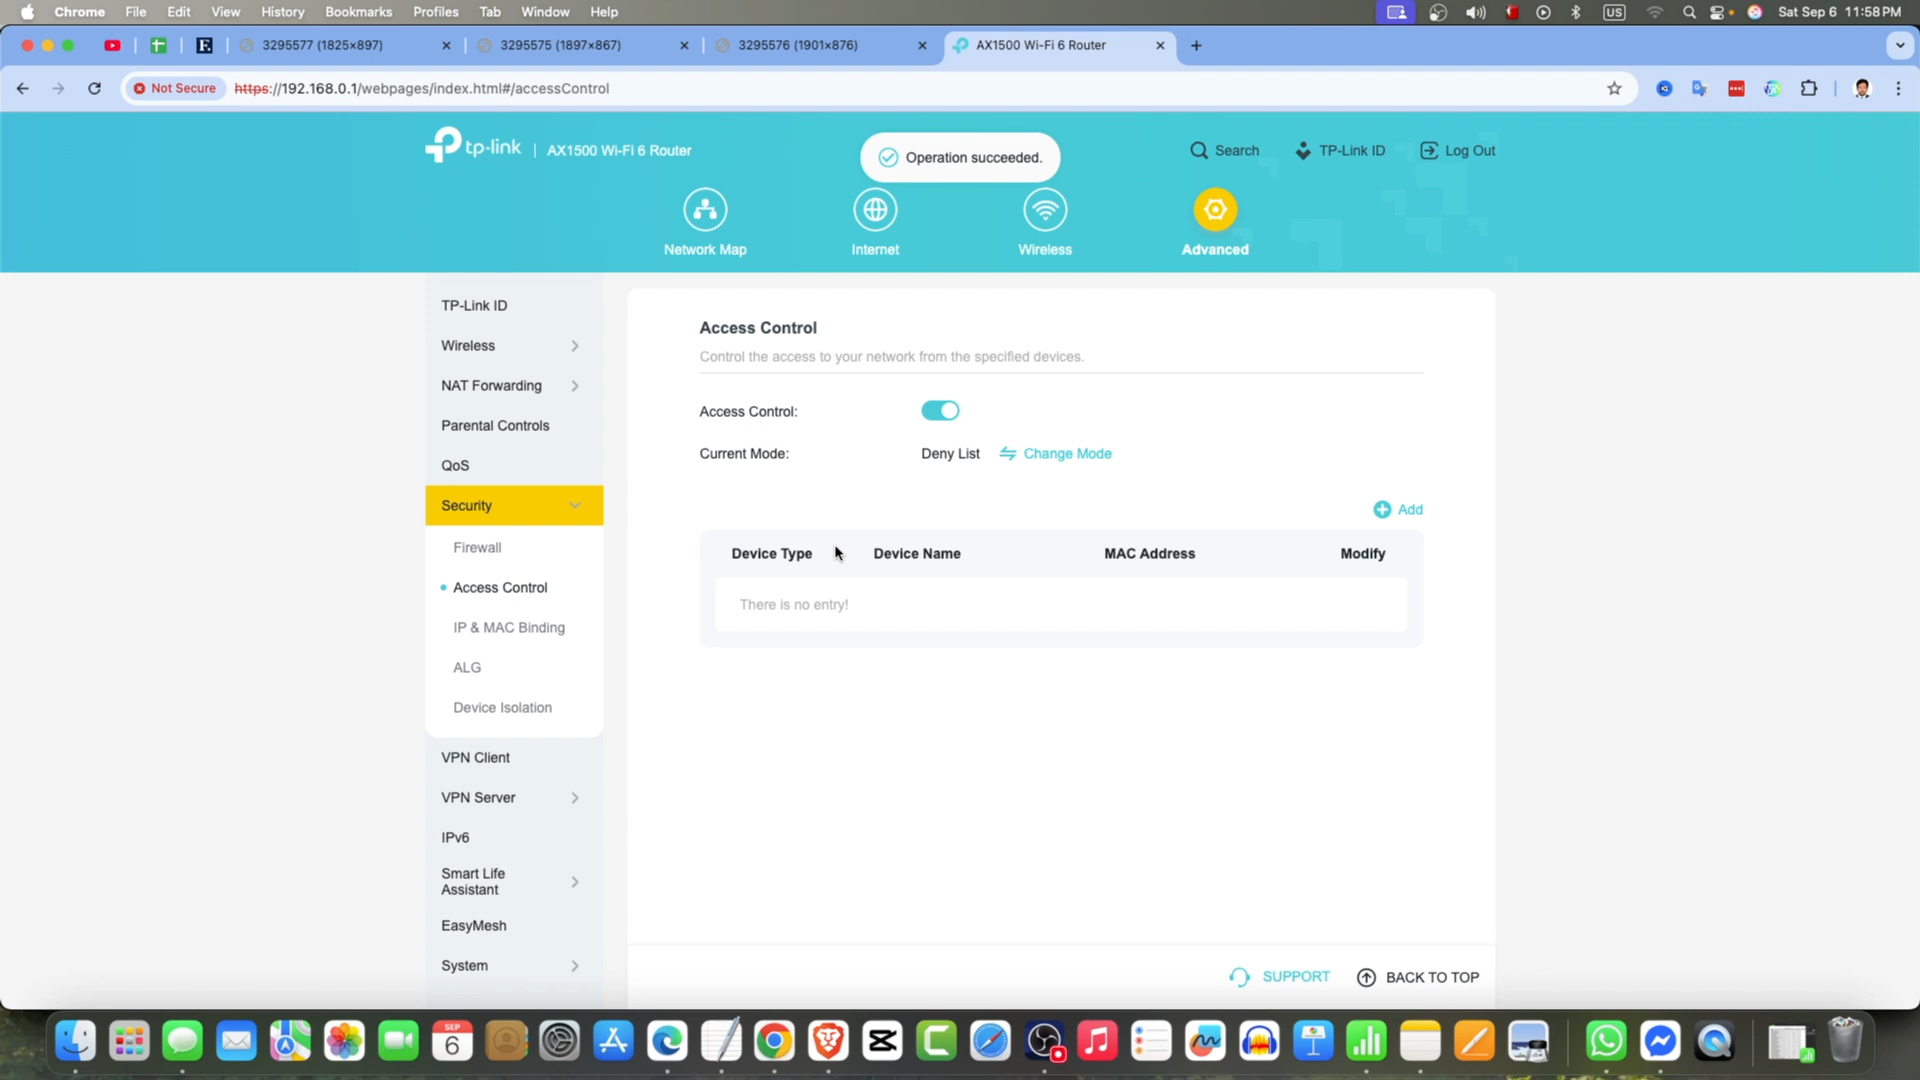 Chrome File Edit View History Bookmarks Profiles Tab Window Help US Sat Sep 6 11:58 PM
3295577 (1825×897) 3295575 (1897×867) 3295576 (1901×876) AX1500 Wi-Fi 6 Router
Not Secure https://192.168.0.1/webpages/index.html#/accessControl
tp-link | AX1500 Wi-Fi 6 Router
Operation succeeded.
Search TP-Link ID Log Out
Network Map Internet Wireless Advanced
TP-Link ID
Wireless
NAT Forwarding
Parental Controls
QoS
Security
Firewall
Access Control
IP & MAC Binding
ALG
Device Isolation
VPN Client
VPN Server
IPv6
Smart Life
Assistant
EasyMesh
System
Access Control
Control the access to your network from the specified devices.
Access Control:
Current Mode: Deny List Change Mode
Add
Device Type Device Name MAC Address Modify
There is no entry!
SUPPORT BACK TO TOP
SEP
6